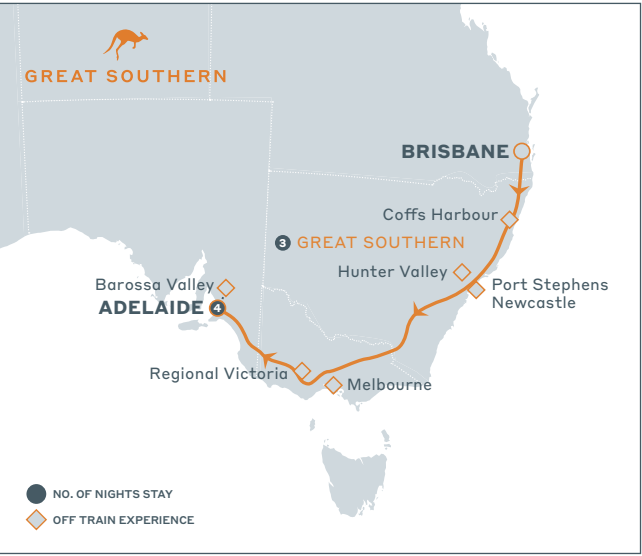 GREAT SOUTHERN
BRISBANE
Coffs Harbour
3 GREAT SOUTHERN
Hunter Valley
Port Stephens
Newcastle
Barossa Valley
ADELAIDE 4
Regional Victoria
Melbourne
NO. OF NIGHTS STAY
OFF TRAIN EXPERIENCE